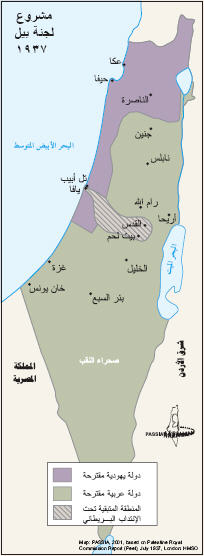 مشروع
لجنة بيل
١٩٣٧
عكا
حيفا
الناصرة
البحر الأبيض المتوسط
جنين
نابلس
تل أبيب
يافا
رام الله
أريحا
القدس
بيت لحم
البحر الميت
غزة
الخليل
خان يونس
بئر السبع
صحراء النقب
المملكة
المصرية
شرق الأردن
PASSIA
دولة يهودية مقترحة
دولة عربية مقترحة
المنطقة المتبقية تحت
الإنتداب البريطاني
Map: PASSIA, 2001, based on Palestine Royal
Commission Report (Peel) July 1937, London: HMSO